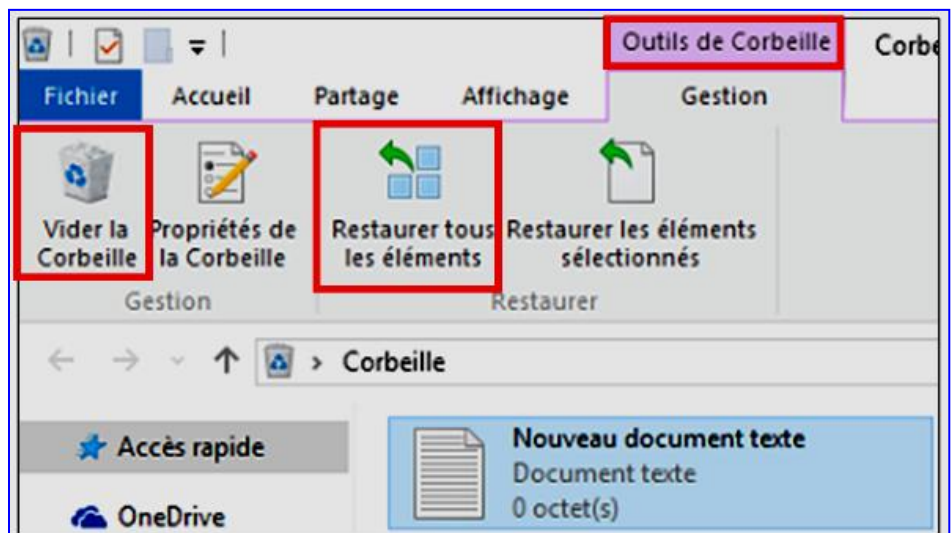 Outils de Corbeille Corbe
Fichier Accueil Partage Affichage Gestion
Vider la Corbeille
Propriétés de la Corbeille
Restaurer tous les éléments
Restaurer les éléments sélectionnés
Gestion Restaurer
Corbeille
Accès rapide
OneDrive
Nouveau document texte
Document texte
0 octet(s)